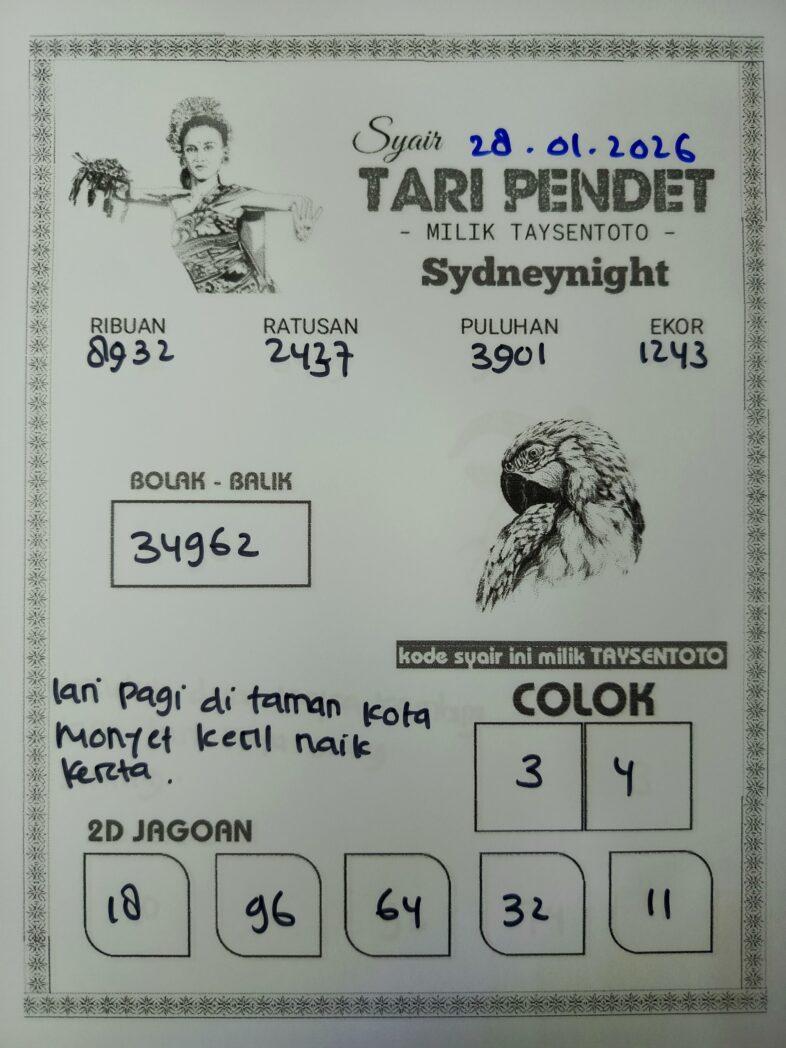 Syair 28.01.2026
TARI PENDET
- MILIK TAYSENTOTO -
Sydneynight
RIBUAN RATUSAN PULUHAN EKOR
8932 2437 3901 1243
BOLAK - BALIK
34962
kode syair ini milik TAYSENTOTO
lari pagi di taman kota
monyet kecil naik
kereta.
COLOK
3 4
2D JAGOAN
18 96 64 32 11